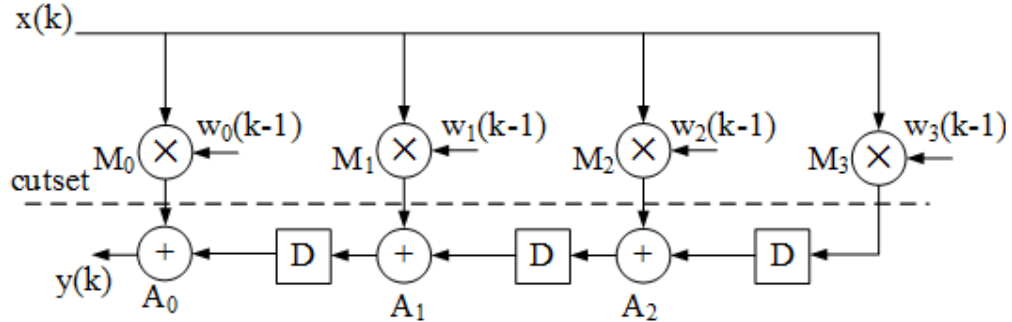 x(k)
w₀(k-1) w₁(k-1) w₂(k-1) w₃(k-1)
M₀ × M₁ × M₂ × M₃ ×
cutset
+ D + D + D
y(k) A₀ A₁ A₂